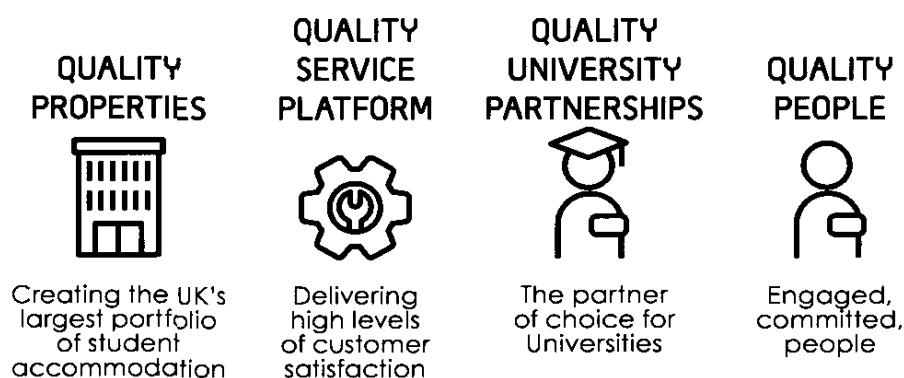 QUALITY
PROPERTIES
Creating the UK's
largest portfolio
of student
accommodation
QUALITY
SERVICE
PLATFORM
Delivering
high levels
of customer
satisfaction
QUALITY
UNIVERSITY
PARTNERSHIPS
The partner
of choice for
Universities
QUALITY
PEOPLE
Engaged,
committed,
people